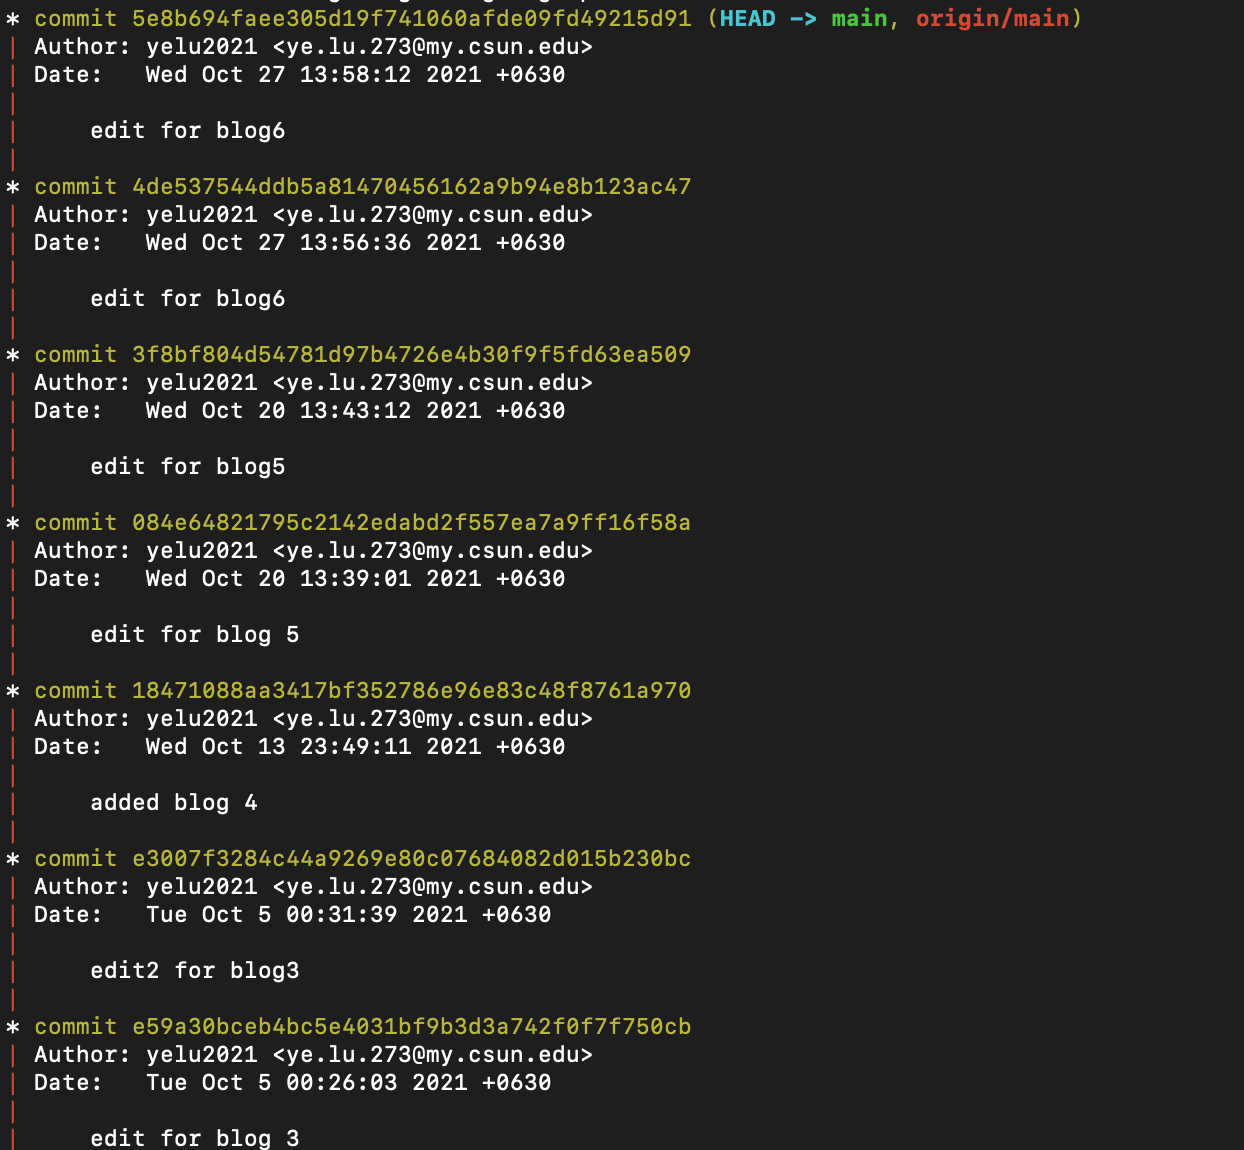 * commit 5e8b694faee305d19f741060afde09fd49215d91 (HEAD -> main, origin/main)
| Author: yelu2021 <ye.lu.273@my.csun.edu>
| Date:   Wed Oct 27 13:58:12 2021 +0630
|
|     edit for blog6
|
* commit 4de537544ddb5a81470456162a9b94e8b123ac47
| Author: yelu2021 <ye.lu.273@my.csun.edu>
| Date:   Wed Oct 27 13:56:36 2021 +0630
|
|     edit for blog6
|
* commit 3f8bf804d54781d97b4726e4b30f9f5fd63ea509
| Author: yelu2021 <ye.lu.273@my.csun.edu>
| Date:   Wed Oct 20 13:43:12 2021 +0630
|
|     edit for blog5
|
* commit 084e64821795c2142edabd2f557ea7a9ff16f58a
| Author: yelu2021 <ye.lu.273@my.csun.edu>
| Date:   Wed Oct 20 13:39:01 2021 +0630
|
|     edit for blog 5
|
* commit 18471088aa3417bf352786e96e83c48f8761a970
| Author: yelu2021 <ye.lu.273@my.csun.edu>
| Date:   Wed Oct 13 23:49:11 2021 +0630
|
|     added blog 4
|
* commit e3007f3284c44a9269e80c07684082d015b230bc
| Author: yelu2021 <ye.lu.273@my.csun.edu>
| Date:   Tue Oct 5 00:31:39 2021 +0630
|
|     edit2 for blog3
|
* commit e59a30bceb4bc5e4031bf9b3d3a742f0f7f750cb
| Author: yelu2021 <ye.lu.273@my.csun.edu>
| Date:   Tue Oct 5 00:26:03 2021 +0630
|
|     edit for blog 3